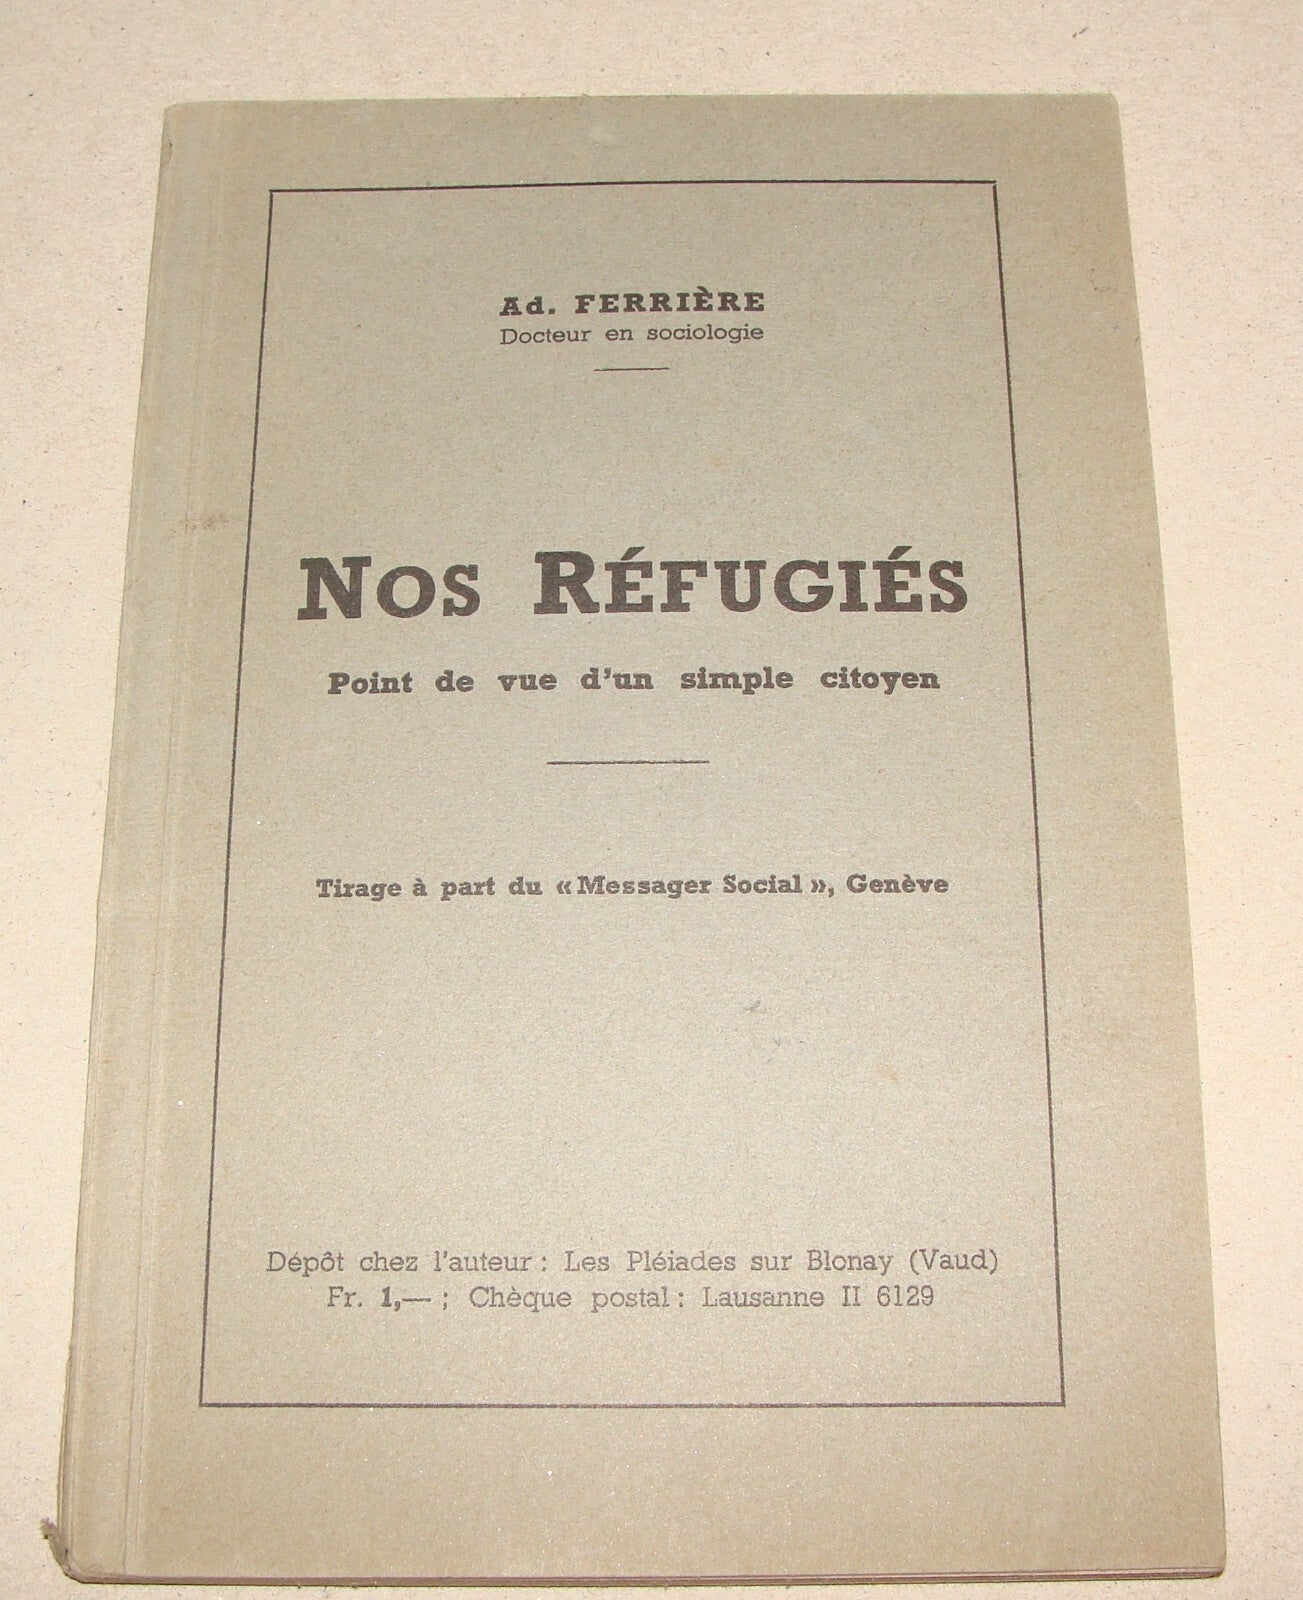 Ad. FERRIÈRE
Docteur en sociologie
NOS RÉFUGIÉS
Point de vue d'un simple citoyen
Tirage à part du « Messager Social », Genève
Dépôt chez l'auteur : Les Pléiades sur Blonay (Vaud)
Fr. 1,— ; Chèque postal : Lausanne II 6129